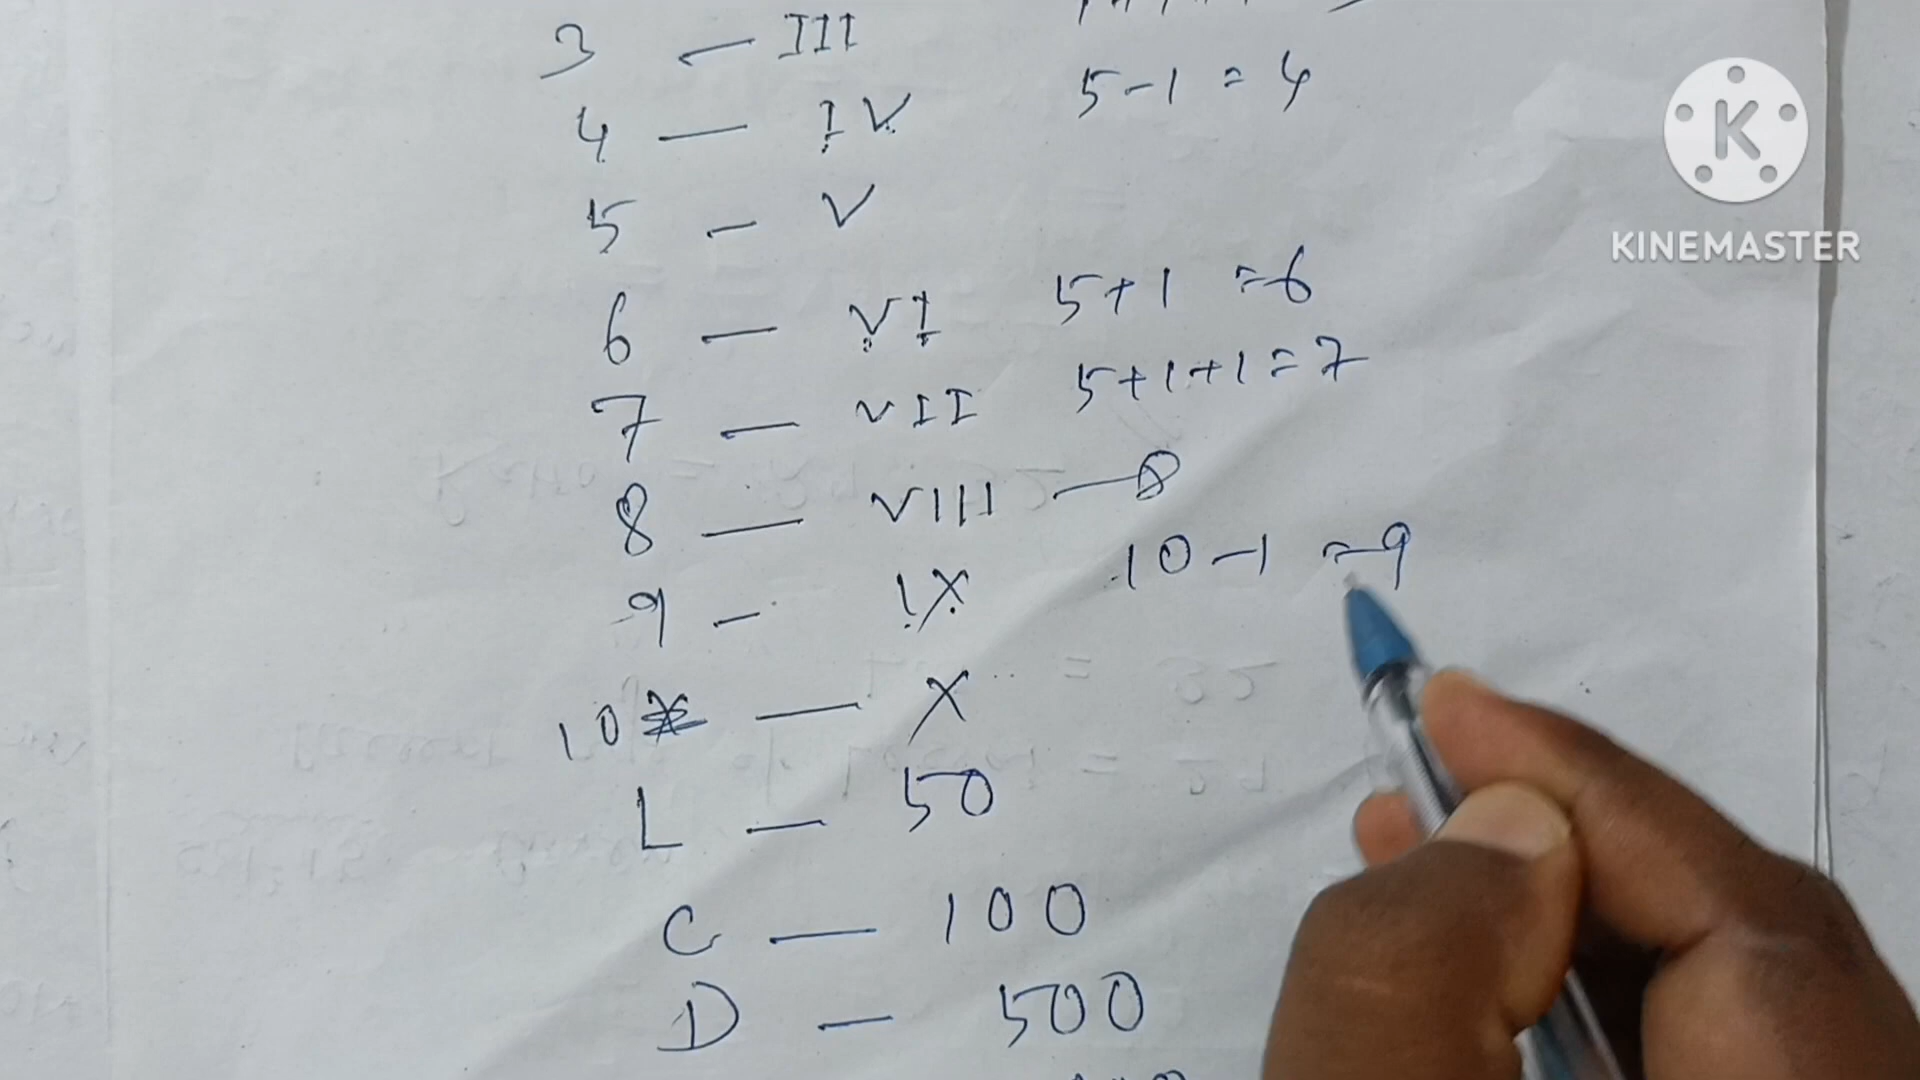 3 — III
5 - 1 = 4
4 — IV
5 — V
6 — VI 5 + 1 = 6
7 — VII 5 + 1 + 1 = 7
8 — VIII — 8
9 — IX 10 - 1 = 9
10 — X
L — 50
C — 100
D — 500
K
KINEMASTER